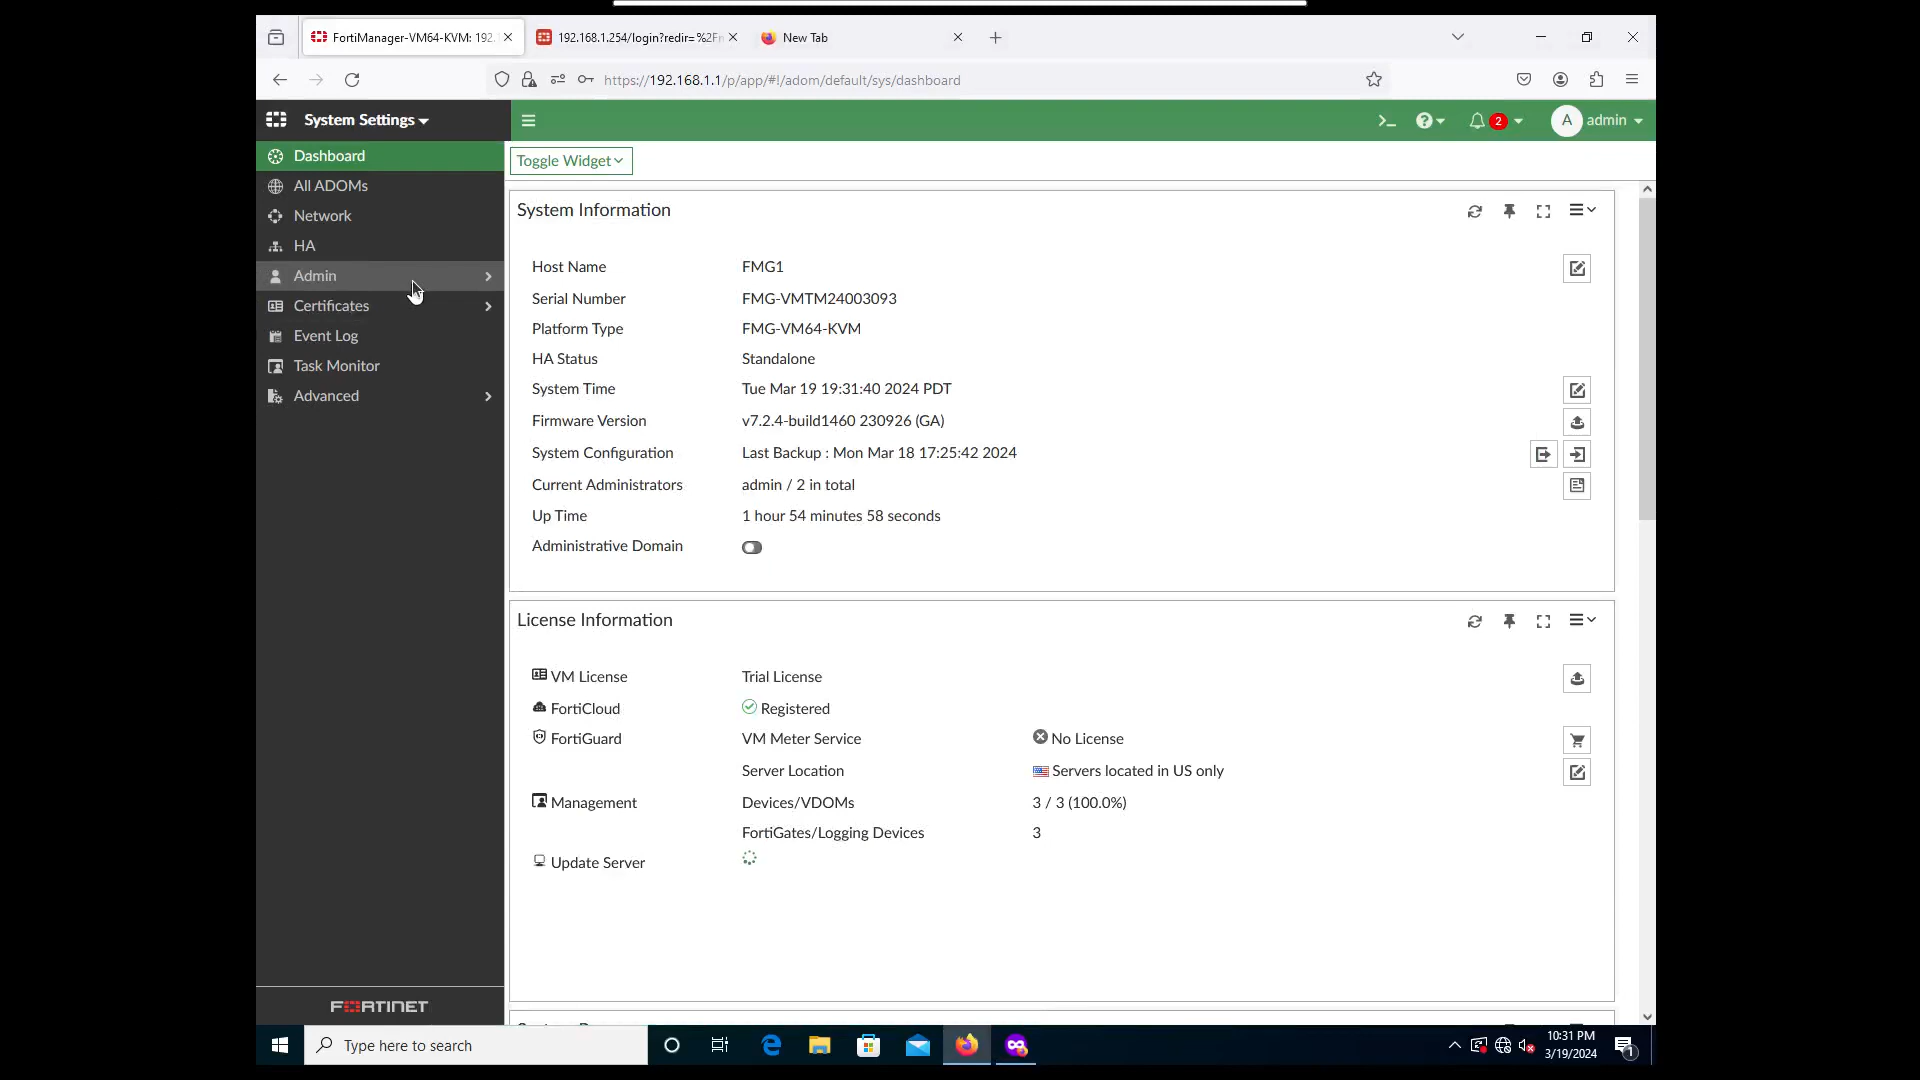 FortiManager-VM64-KVM: 192.
192.168.1.254/login?redir=%2Fn
New Tab
https://192.168.1.1/p/app/#!/adom/default/sys/dashboard
System Settings
2
A
admin
Dashboard
Toggle Widget
All ADOMs
Network
HA
Admin
Certificates
Event Log
Task Monitor
Advanced
System Information
Host Name
FMG1
Serial Number
FMG-VMTM24003093
Platform Type
FMG-VM64-KVM
HA Status
Standalone
System Time
Tue Mar 19 19:31:40 2024 PDT
Firmware Version
v7.2.4-build1460 230926 (GA)
System Configuration
Last Backup : Mon Mar 18 17:25:42 2024
Current Administrators
admin / 2 in total
Up Time
1 hour 54 minutes 58 seconds
Administrative Domain
License Information
VM License
Trial License
FortiCloud
Registered
FortiGuard
VM Meter Service
No License
Server Location
Servers located in US only
Management
Devices/VDOMs
3 / 3 (100.0%)
FortiGates/Logging Devices
3
Update Server
FORTINET
Type here to search
10:31 PM
3/19/2024
1